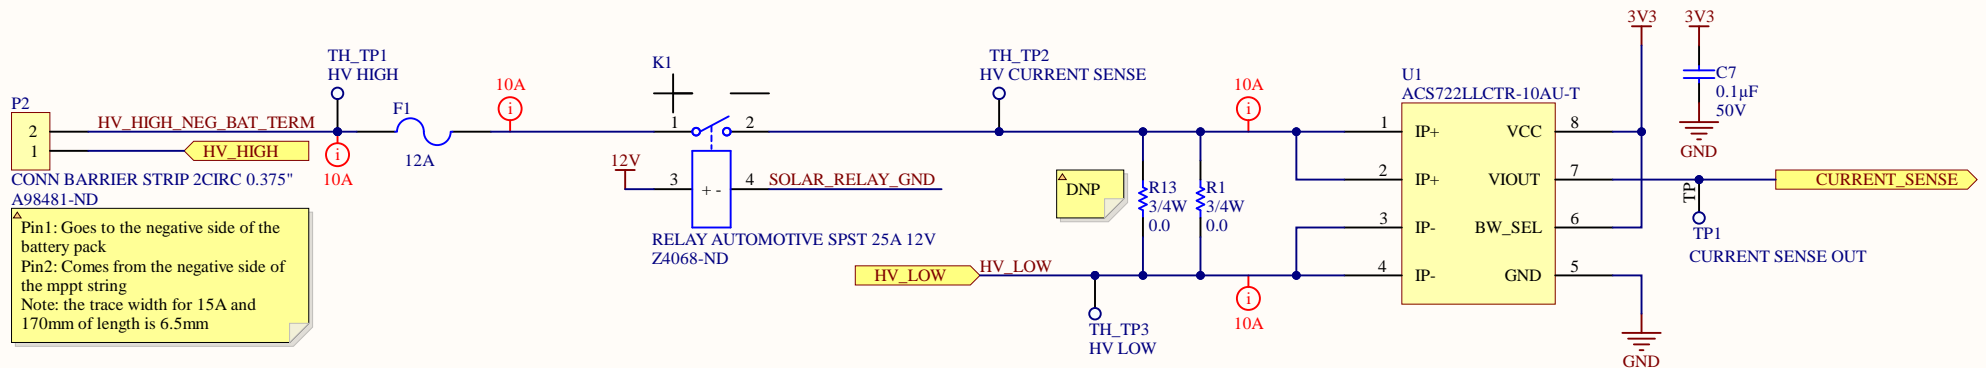 P2
2
1
HV_HIGH_NEG_BAT_TERM
HV_HIGH
CONN BARRIER STRIP 2CIRC 0.375"
A98481-ND
Pin1: Goes to the negative side of the
battery pack
Pin2: Comes from the negative side of
the mppt string
Note: the trace width for 15A and
170mm of length is 6.5mm
TH_TP1
HV HIGH
i
10A
F1
12A
10A
i
K1
1
2
12V
3
+ -
4
SOLAR_RELAY_GND
RELAY AUTOMOTIVE SPST 25A 12V
Z4068-ND
TH_TP2
HV CURRENT SENSE
DNP
R13
3/4W
0.0
R1
3/4W
0.0
HV_LOW
HV_LOW
TH_TP3
HV LOW
10A
i
i
10A
U1
ACS722LLCTR-10AU-T
1
IP+
VCC
8
2
IP+
VIOUT
7
3
IP-
BW_SEL
6
4
IP-
GND
5
3V3
3V3
C7
0.1µF
50V
GND
CURRENT_SENSE
TP
TP1
CURRENT SENSE OUT
GND